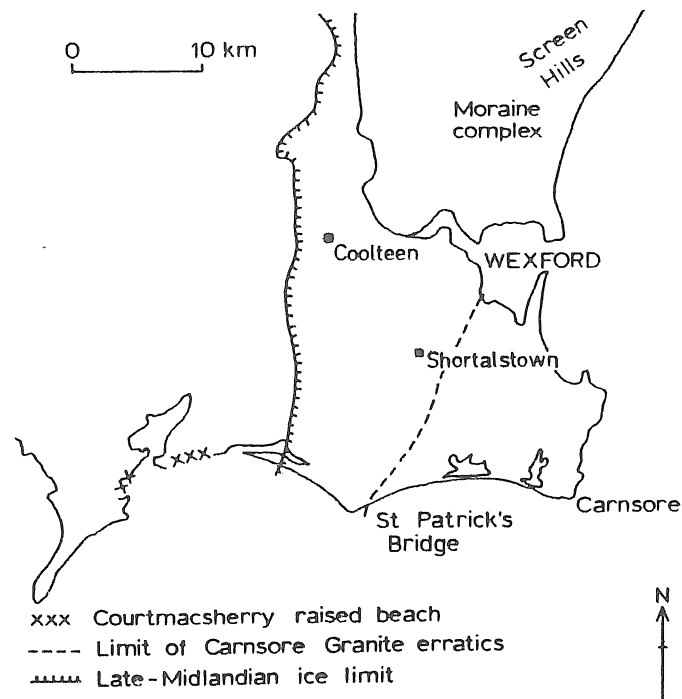 0 10 km
Screen
Hills
Moraine
complex
Coolteen
WEXFORD
Shortalstown
Carnsore
St Patrick's
Bridge
N
xxx Courtmacsherry raised beach
---- Limit of Carnsore Granite erratics
Late-Midlandian ice limit